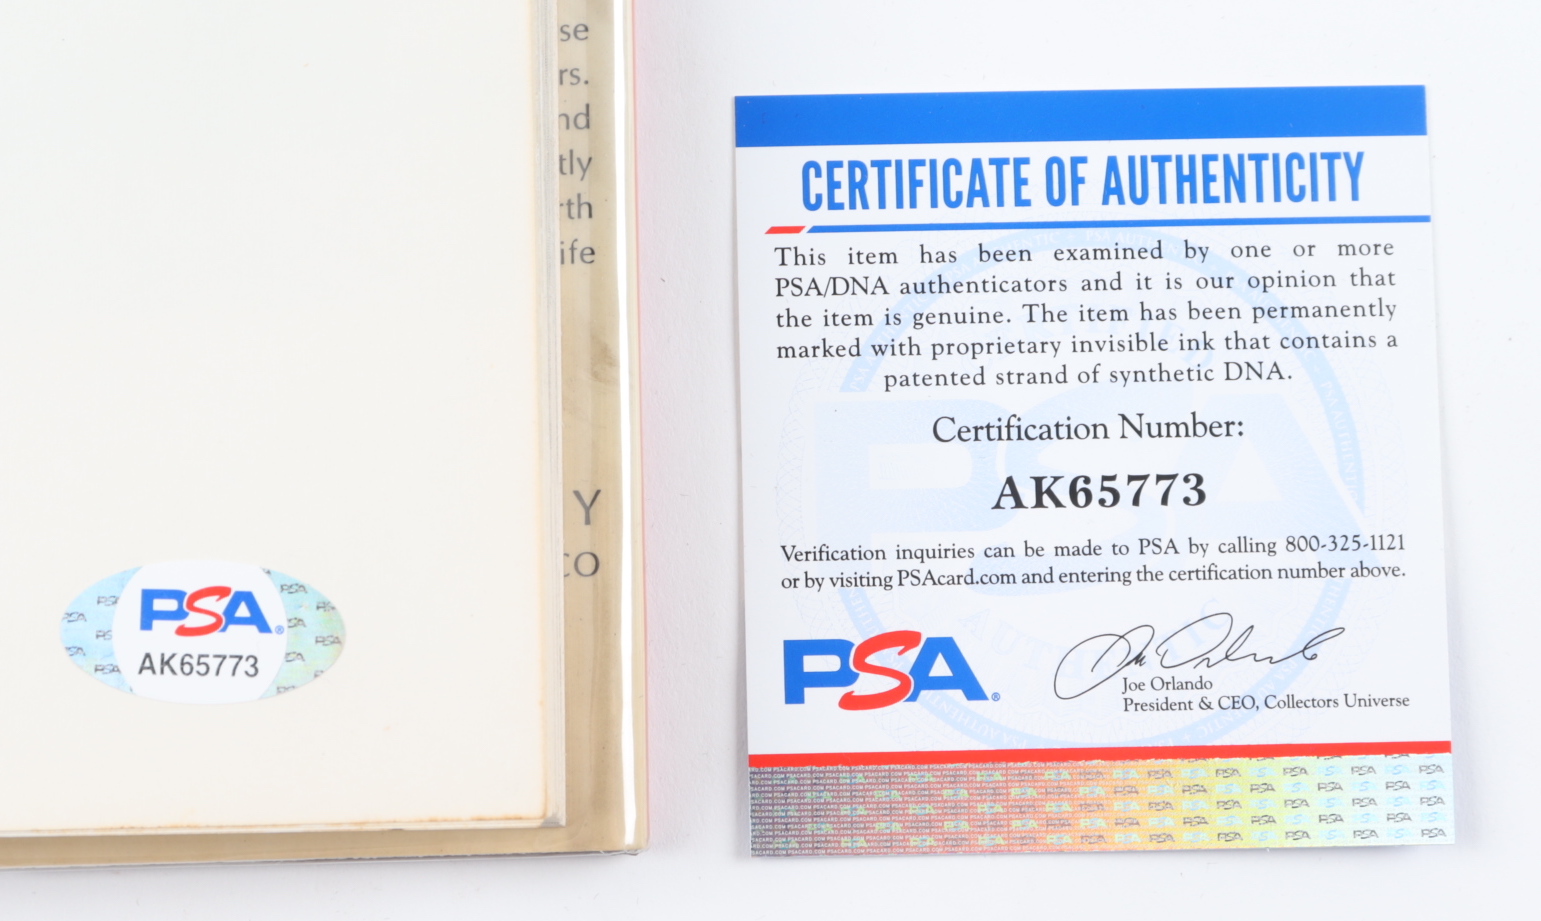 se
rs.
nd
tly
rth
ife
Y
CO
PSA®
AK65773
CERTIFICATE OF AUTHENTICITY
This item has been examined by one or more
PSA/DNA authenticators and it is our opinion that
the item is genuine. The item has been permanently
marked with proprietary invisible ink that contains a
patented strand of synthetic DNA.
Certification Number:
AK65773
Verification inquiries can be made to PSA by calling 800-325-1121
or by visiting PSAcard.com and entering the certification number above.
PSA®
Joe Orlando
President & CEO, Collectors Universe